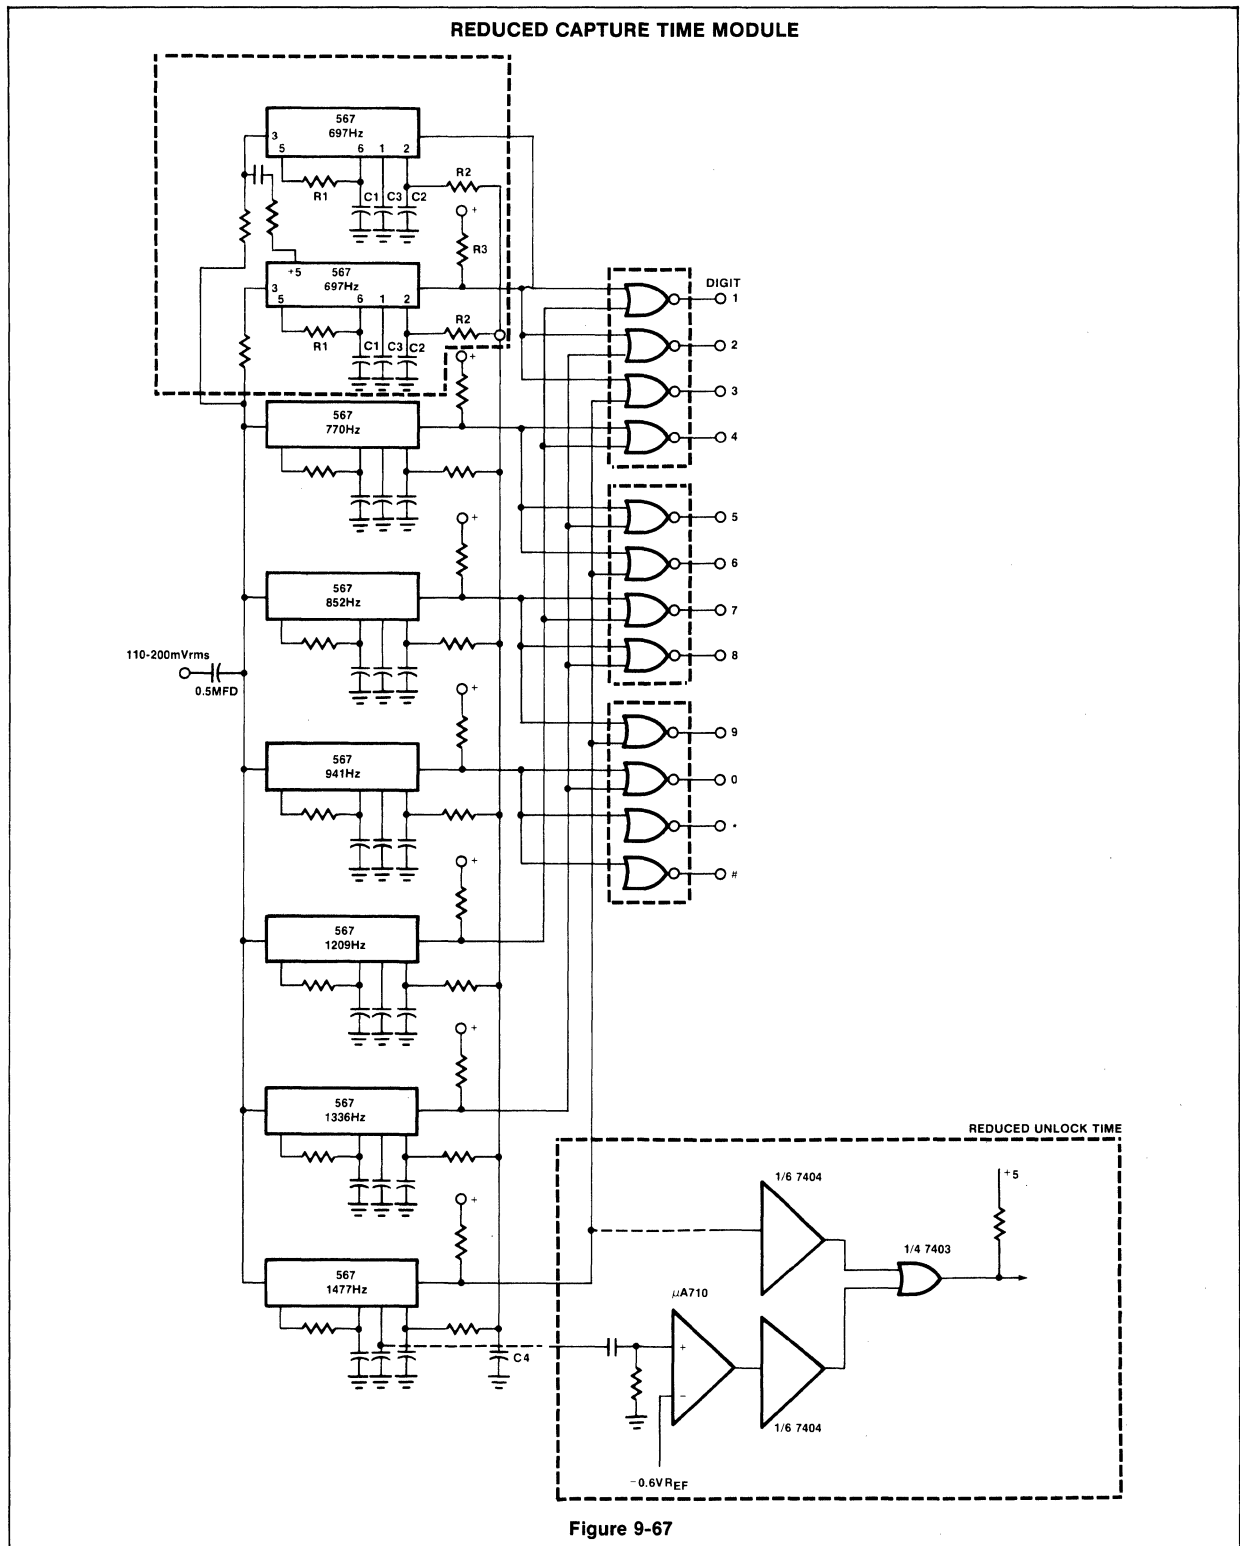 REDUCED CAPTURE TIME MODULE
567
697Hz
3
5 6 1 2
R2
R1
C1 C3 C2
+
R3
+5 567
697Hz
3
5 6 1 2
R2
R1
C1 C3 C2
+
567
770Hz
+
567
852Hz
+
567
941Hz
+
567
1209Hz
+
567
1336Hz
+
567
1477Hz
C4
110-200mVrms
0.5MFD
DIGIT
1
2
3
4
5
6
7
8
9
0
*
#
REDUCED UNLOCK TIME
1/6 7404
+5
1/4 7403
μA710
+
−
1/6 7404
−0.6VREF
Figure 9-67